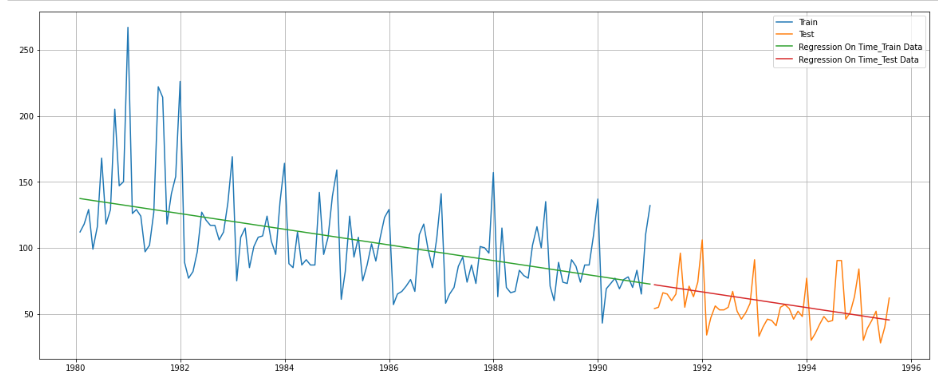 Train
Test
Regression On Time_Train Data
Regression On Time_Test Data
250
200
150
100
50
1980 1982 1984 1986 1988 1990 1992 1994 1996